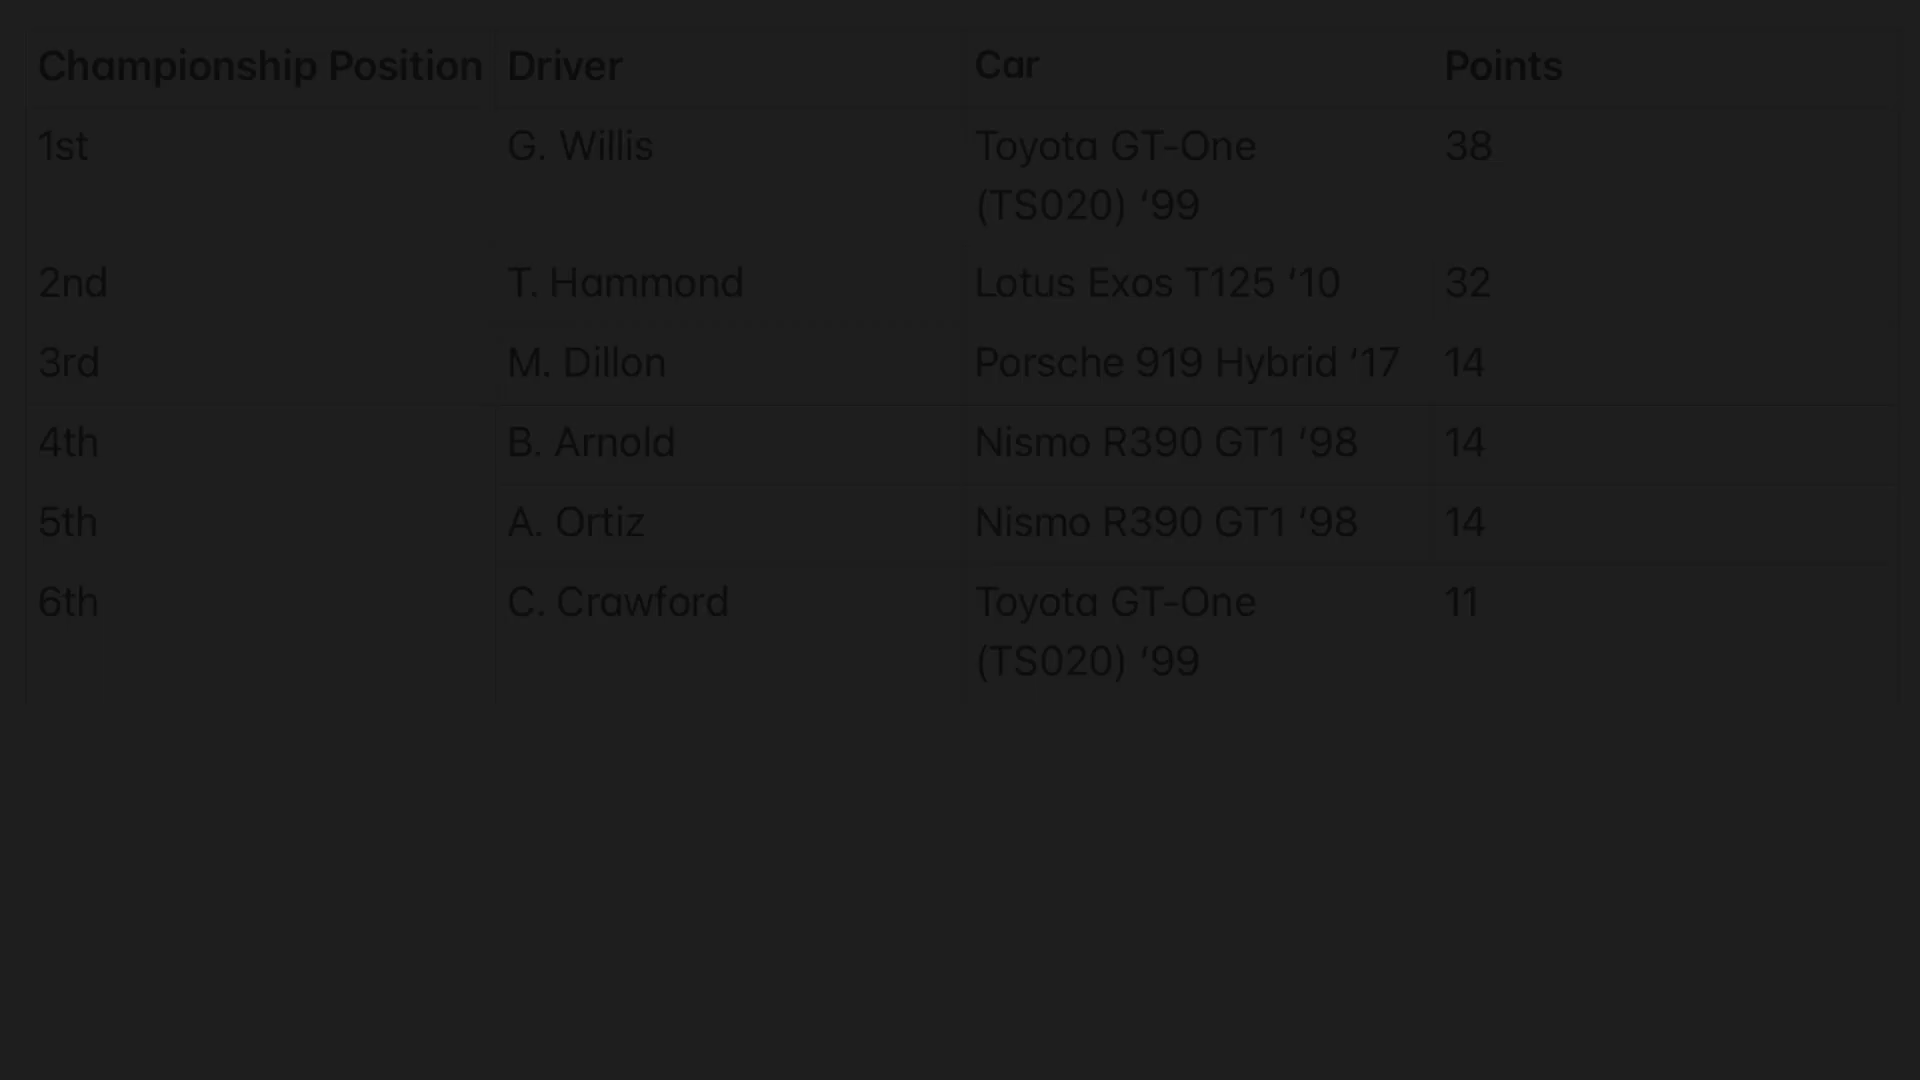 Championship Position Driver Car Points
1st G. Willis Toyota GT-One 38
(TS020) ‘99
2nd T. Hammond Lotus Exos T125 ‘10 32
3rd M. Dillon Porsche 919 Hybrid ‘17 14
4th B. Arnold Nismo R390 GT1 ‘98 14
5th A. Ortiz Nismo R390 GT1 ‘98 14
6th C. Crawford Toyota GT-One 11
(TS020) ‘99